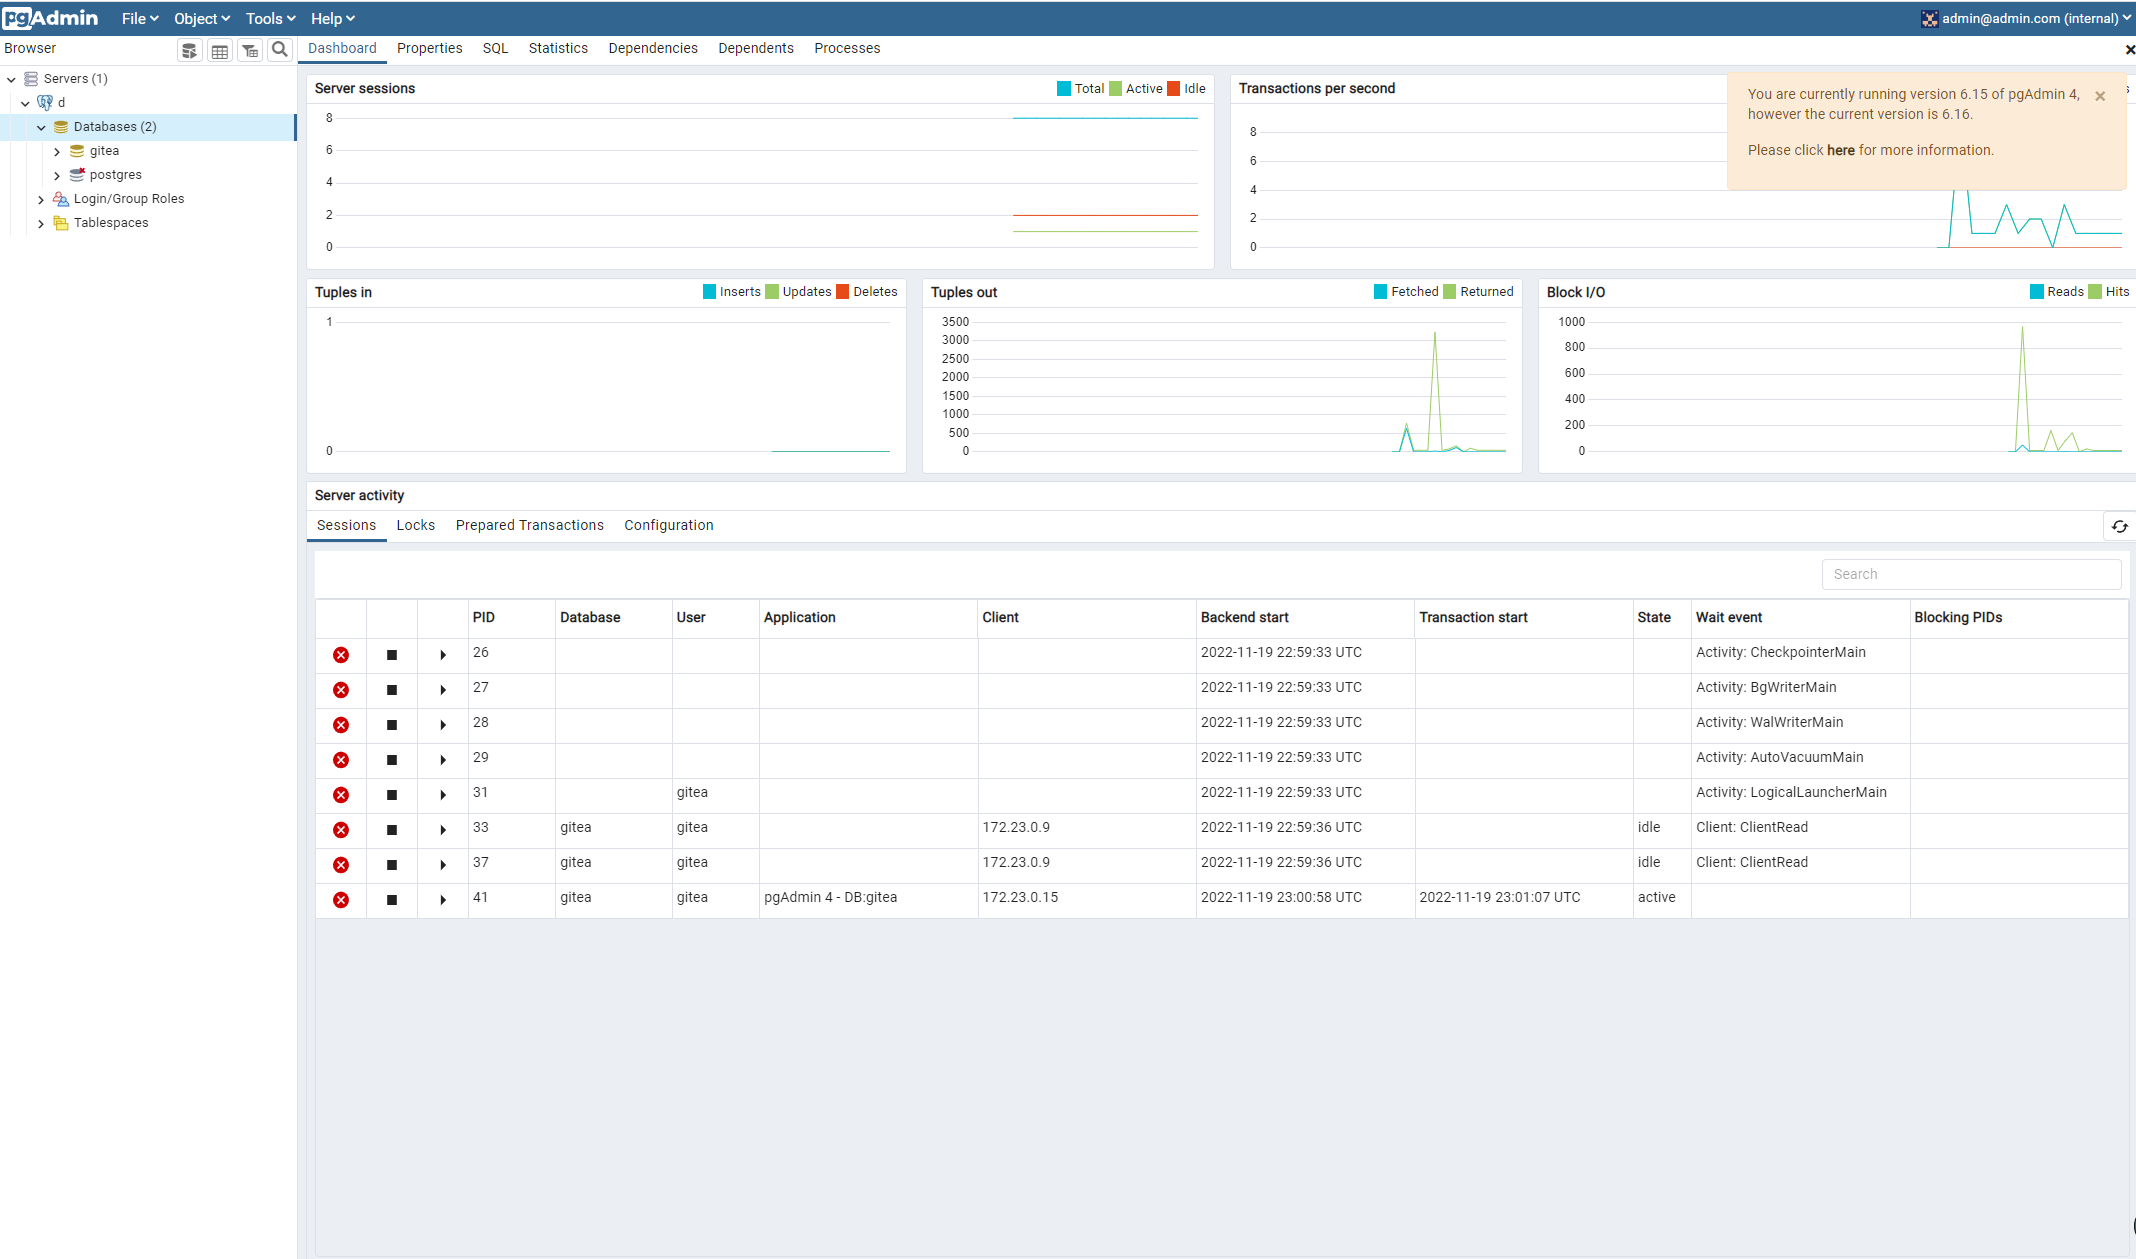 pgAdmin File Object Tools Help admin@admin.com (internal)
Browser
Dashboard Properties SQL Statistics Dependencies Dependents Processes
Servers (1)
d
Databases (2)
gitea
postgres
Login/Group Roles
Tablespaces
Server sessions
Total Active Idle
8
6
4
2
0
Transactions per second
8
6
4
2
0
You are currently running version 6.15 of pgAdmin 4,
however the current version is 6.16.
Please click here for more information.
Tuples in
Inserts Updates Deletes
1
0
Tuples out
Fetched Returned
3500
3000
2500
2000
1500
1000
500
0
Block I/O
Reads Hits
1000
800
600
400
200
0
Server activity
Sessions Locks Prepared Transactions Configuration
Search
PID Database User Application Client Backend start Transaction start State Wait event Blocking PIDs
26 2022-11-19 22:59:33 UTC Activity: CheckpointerMain
27 2022-11-19 22:59:33 UTC Activity: BgWriterMain
28 2022-11-19 22:59:33 UTC Activity: WalWriterMain
29 2022-11-19 22:59:33 UTC Activity: AutoVacuumMain
31 gitea 2022-11-19 22:59:33 UTC Activity: LogicalLauncherMain
33 gitea gitea 172.23.0.9 2022-11-19 22:59:36 UTC idle Client: ClientRead
37 gitea gitea 172.23.0.9 2022-11-19 22:59:36 UTC idle Client: ClientRead
41 gitea gitea pgAdmin 4 - DB:gitea 172.23.0.15 2022-11-19 23:00:58 UTC 2022-11-19 23:01:07 UTC active